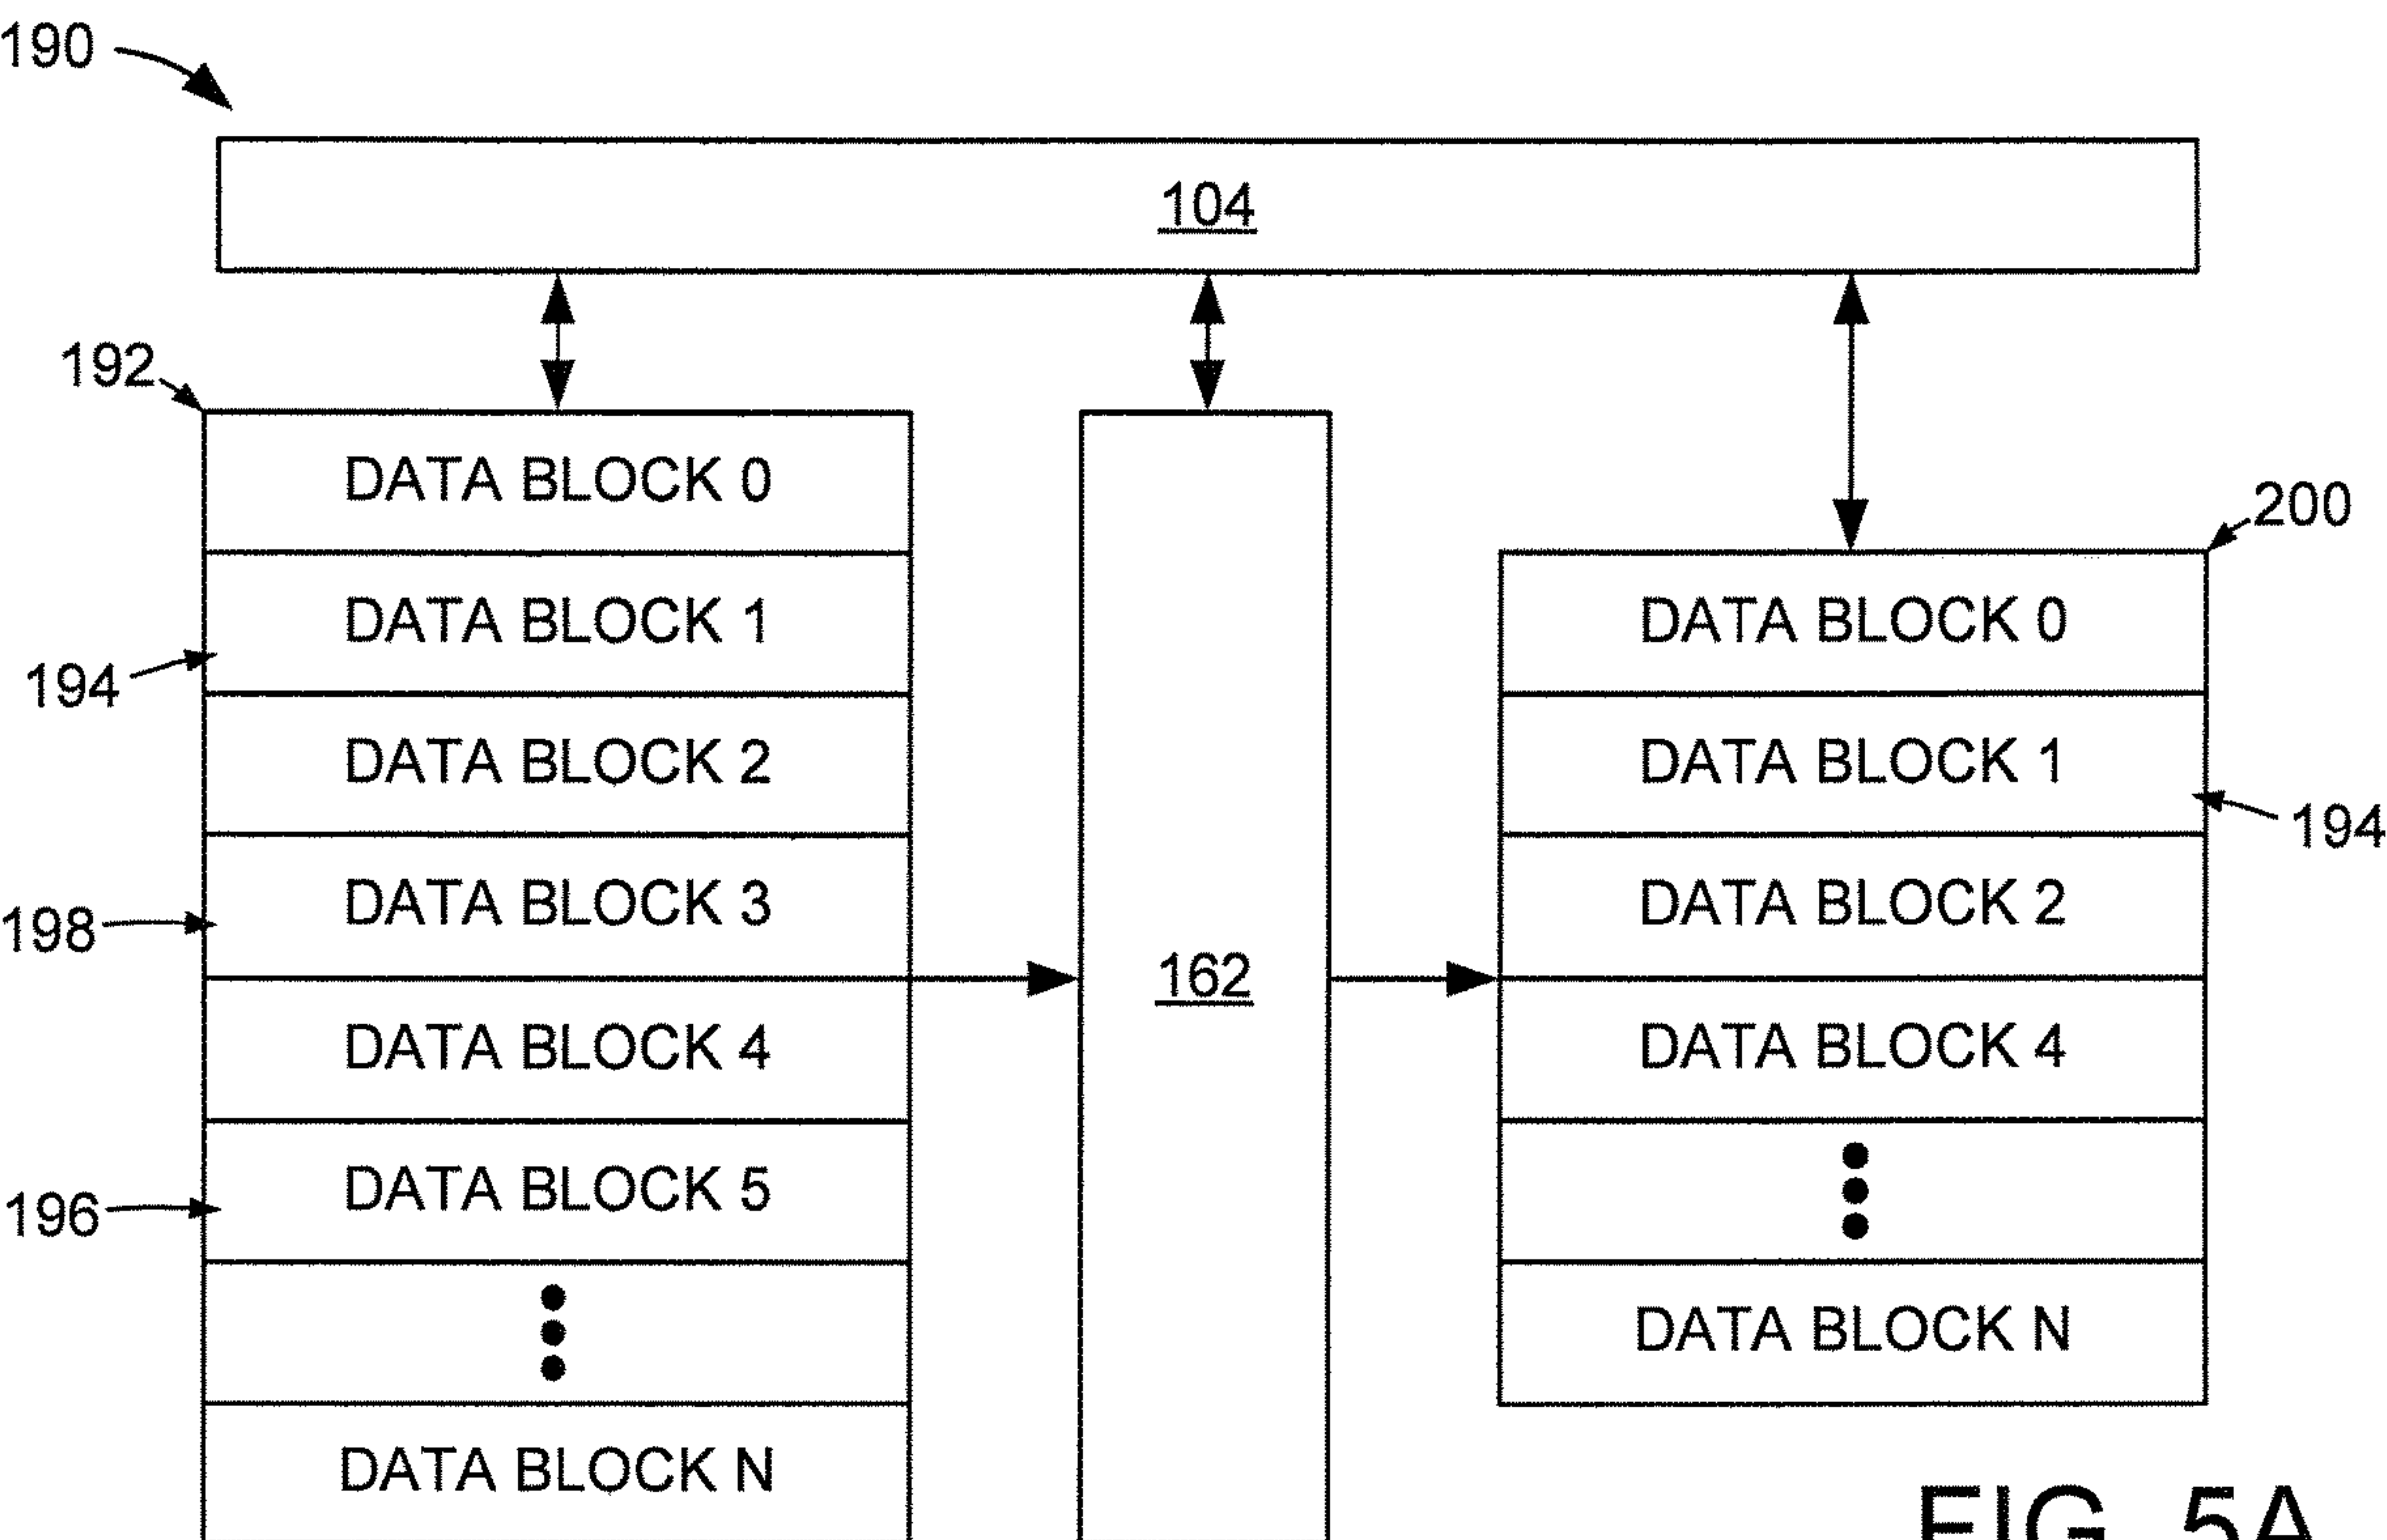 190
104
192
DATA BLOCK 0
200
DATA BLOCK 1
DATA BLOCK 0
194
DATA BLOCK 2
DATA BLOCK 1
194
DATA BLOCK 3
DATA BLOCK 2
198
162
DATA BLOCK 4
DATA BLOCK 4
DATA BLOCK 5
196
DATA BLOCK N
DATA BLOCK N
FIG. 5A